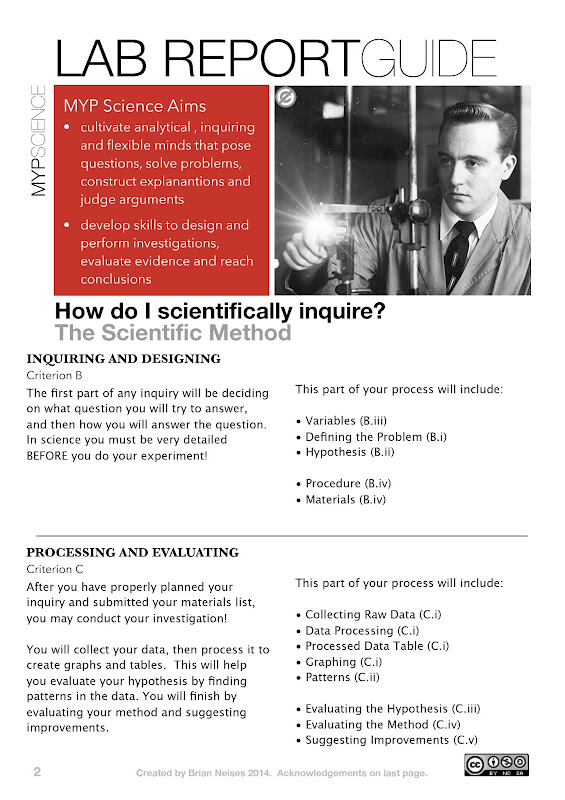 LAB REPORTGUIDE
MYPSCIENCE
MYP Science Aims
• cultivate analytical , inquiring
and flexible minds that pose
questions, solve problems,
construct explanantions and
judge arguments
• develop skills to design and
perform investigations,
evaluate evidence and reach
conclusions
How do I scientifically inquire?
The Scientific Method
INQUIRING AND DESIGNING
Criterion B
The first part of any inquiry will be deciding
on what question you will try to answer,
and then how you will answer the question.
In science you must be very detailed
BEFORE you do your experiment!
This part of your process will include:
• Variables (B.iii)
• Defining the Problem (B.i)
• Hypothesis (B.ii)
• Procedure (B.iv)
• Materials (B.iv)
PROCESSING AND EVALUATING
Criterion C
After you have properly planned your
inquiry and submitted your materials list,
you may conduct your investigation!
You will collect your data, then process it to
create graphs and tables.  This will help
you evaluate your hypothesis by finding
patterns in the data. You will finish by
evaluating your method and suggesting
improvements.
This part of your process will include:
• Collecting Raw Data (C.i)
• Data Processing (C.i)
• Processed Data Table (C.i)
• Graphing (C.i)
• Patterns (C.ii)
• Evaluating the Hypothesis (C.iii)
• Evaluating the Method (C.iv)
• Suggesting Improvements (C.v)
2
Created by Brian Neises 2014.  Acknowledgements on last page.
cc
BY NC SA